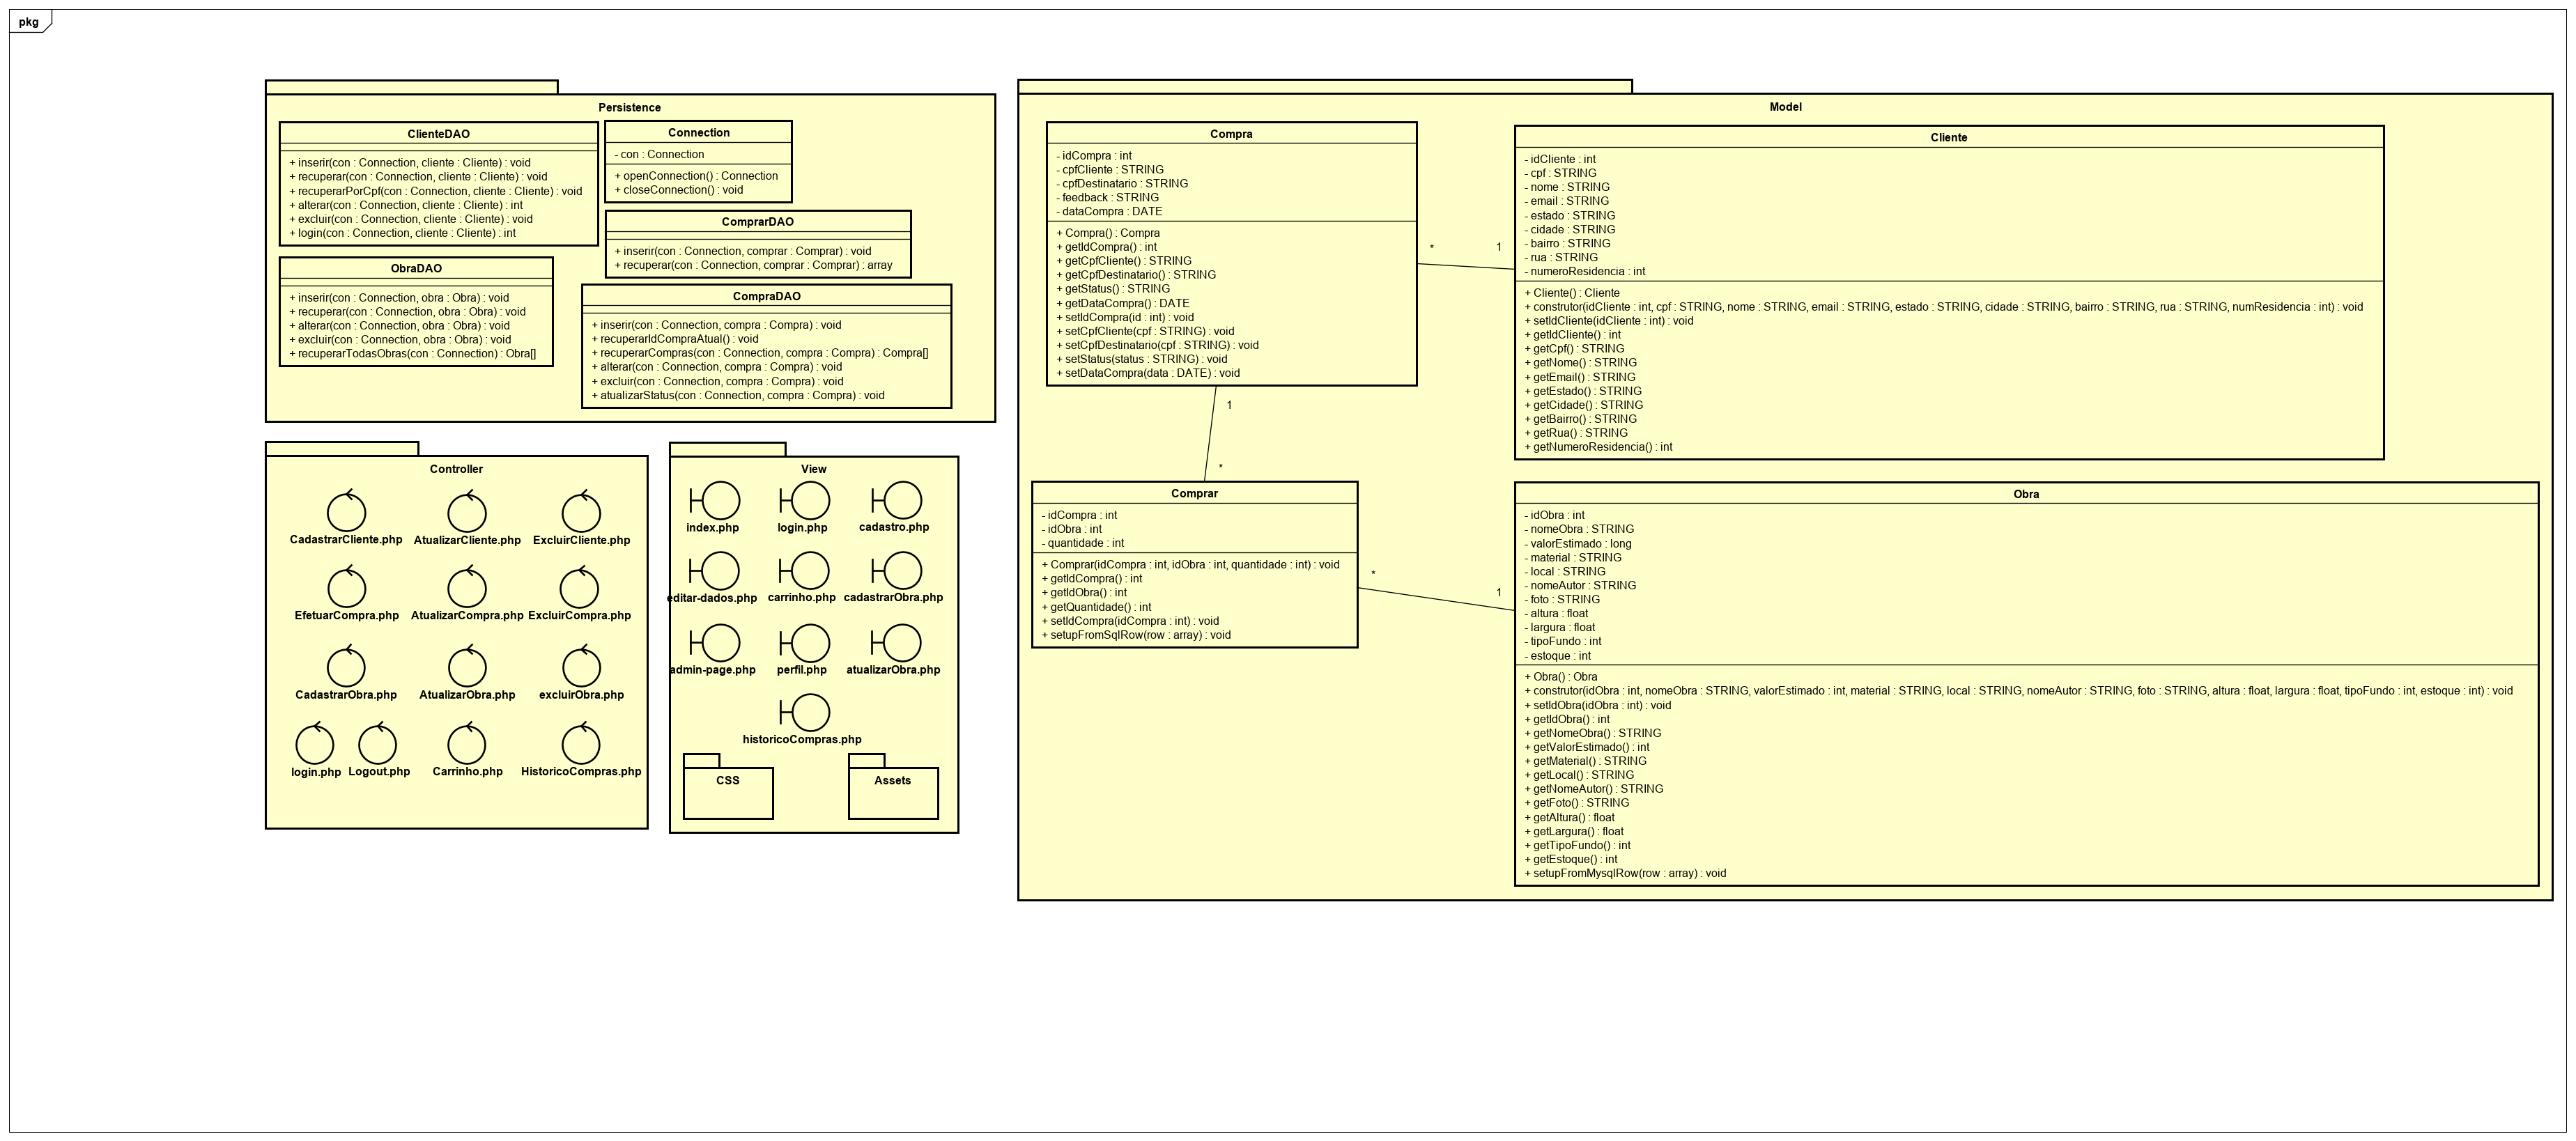 pkg
Persistence
ClienteDAO
+ inserir(con : Connection, cliente : Cliente) : void
+ recuperar(con : Connection, cliente : Cliente) : void
+ recuperarPorCpf(con : Connection, cliente : Cliente) : void
+ alterar(con : Connection, cliente : Cliente) : int
+ excluir(con : Connection, cliente : Cliente) : void
+ login(con : Connection, cliente : Cliente) : int
Connection
- con : Connection
+ openConnection() : Connection
+ closeConnection() : void
ComprarDAO
+ inserir(con : Connection, comprar : Comprar) : void
+ recuperar(con : Connection, comprar : Comprar) : array
ObraDAO
+ inserir(con : Connection, obra : Obra) : void
+ recuperar(con : Connection, obra : Obra) : void
+ alterar(con : Connection, obra : Obra) : void
+ excluir(con : Connection, obra : Obra) : void
+ recuperarTodasObras(con : Connection) : Obra[]
CompraDAO
+ inserir(con : Connection, compra : Compra) : void
+ recuperarIdCompraAtual() : void
+ recuperarCompras(con : Connection, compra : Compra) : Compra[]
+ alterar(con : Connection, compra : Compra) : void
+ excluir(con : Connection, compra : Compra) : void
+ atualizarStatus(con : Connection, compra : Compra) : void
Controller
CadastrarCliente.php AtualizarCliente.php ExcluirCliente.php
EfetuarCompra.php AtualizarCompra.php ExcluirCompra.php
CadastrarObra.php AtualizarObra.php excluirObra.php
login.php Logout.php Carrinho.php HistoricoCompras.php
View
index.php login.php cadastro.php
editar-dados.php carrinho.php cadastrarObra.php
admin-page.php perfil.php atualizarObra.php
historicoCompras.php
CSS Assets
Model
Compra
- idCompra : int
- cpfCliente : STRING
- cpfDestinatario : STRING
- feedback : STRING
- dataCompra : DATE
+ Compra() : Compra
+ getIdCompra() : int
+ getCpfCliente() : STRING
+ getCpfDestinatario() : STRING
+ getStatus() : STRING
+ getDataCompra() : DATE
+ setIdCompra(id : int) : void
+ setCpfCliente(cpf : STRING) : void
+ setCpfDestinatario(cpf : STRING) : void
+ setStatus(status : STRING) : void
+ setDataCompra(data : DATE) : void
* 1
Cliente
- idCliente : int
- cpf : STRING
- nome : STRING
- email : STRING
- estado : STRING
- cidade : STRING
- bairro : STRING
- rua : STRING
- numeroResidencia : int
+ Cliente() : Cliente
+ construtor(idCliente : int, cpf : STRING, nome : STRING, email : STRING, estado : STRING, cidade : STRING, bairro : STRING, rua : STRING, numResidencia : int) : void
+ setIdCliente(idCliente : int) : void
+ getIdCliente() : int
+ getCpf() : STRING
+ getNome() : STRING
+ getEmail() : STRING
+ getEstado() : STRING
+ getCidade() : STRING
+ getBairro() : STRING
+ getRua() : STRING
+ getNumeroResidencia() : int
1
*
Comprar
- idCompra : int
- idObra : int
- quantidade : int
+ Comprar(idCompra : int, idObra : int, quantidade : int) : void
+ getIdCompra() : int
+ getIdObra() : int
+ getQuantidade() : int
+ setIdCompra(idCompra : int) : void
+ setupFromSqlRow(row : array) : void
* 1
Obra
- idObra : int
- nomeObra : STRING
- valorEstimado : long
- material : STRING
- local : STRING
- nomeAutor : STRING
- foto : STRING
- altura : float
- largura : float
- tipoFundo : int
- estoque : int
+ Obra() : Obra
+ construtor(idObra : int, nomeObra : STRING, valorEstimado : int, material : STRING, local : STRING, nomeAutor : STRING, foto : STRING, altura : float, largura : float, tipoFundo : int, estoque : int) : void
+ setIdObra(idObra : int) : void
+ getIdObra() : int
+ getNomeObra() : STRING
+ getValorEstimado() : int
+ getMaterial() : STRING
+ getLocal() : STRING
+ getNomeAutor() : STRING
+ getFoto() : STRING
+ getAltura() : float
+ getLargura() : float
+ getTipoFundo() : int
+ getEstoque() : int
+ setupFromMysqlRow(row : array) : void